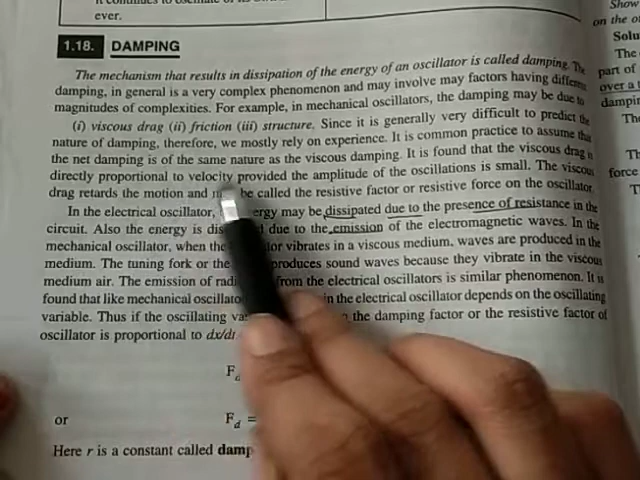 ever.
Show
on the o
Solu
The
part of
over a t
dampin
The
force
Th
1.18. DAMPING
The mechanism that results in dissipation of the energy of an oscillator is called damping. The
damping, in general is a very complex phenomenon and may involve may factors having different
magnitudes of complexities. For example, in mechanical oscillators, the damping may be due to
(i) viscous drag (ii) friction (iii) structure. Since it is generally very difficult to predict the
nature of damping, therefore, we mostly rely on experience. It is common practice to assume that
the net damping is of the same nature as the viscous damping. It is found that the viscous drag is
directly proportional to velocity provided the amplitude of the oscillations is small. The viscous
drag retards the motion and m be called the resistive factor or resistive force on the oscillator.
In the electrical oscillator, ergy may be dissipated due to the presence of resistance in the
circuit. Also the energy is dis d due to the emission of the electromagnetic waves. In the
mechanical oscillator, when the tor vibrates in a viscous medium, waves are produced in the
medium. The tuning fork or the produces sound waves because they vibrate in the viscous
medium air. The emission of radi from the electrical oscillators is similar phenomenon. It is
found that like mechanical oscillato in the electrical oscillator depends on the oscillating
variable. Thus if the oscillating va the damping factor or the resistive factor of
oscillator is proportional to dx/dt
F
or F_d =
Here r is a constant called damp